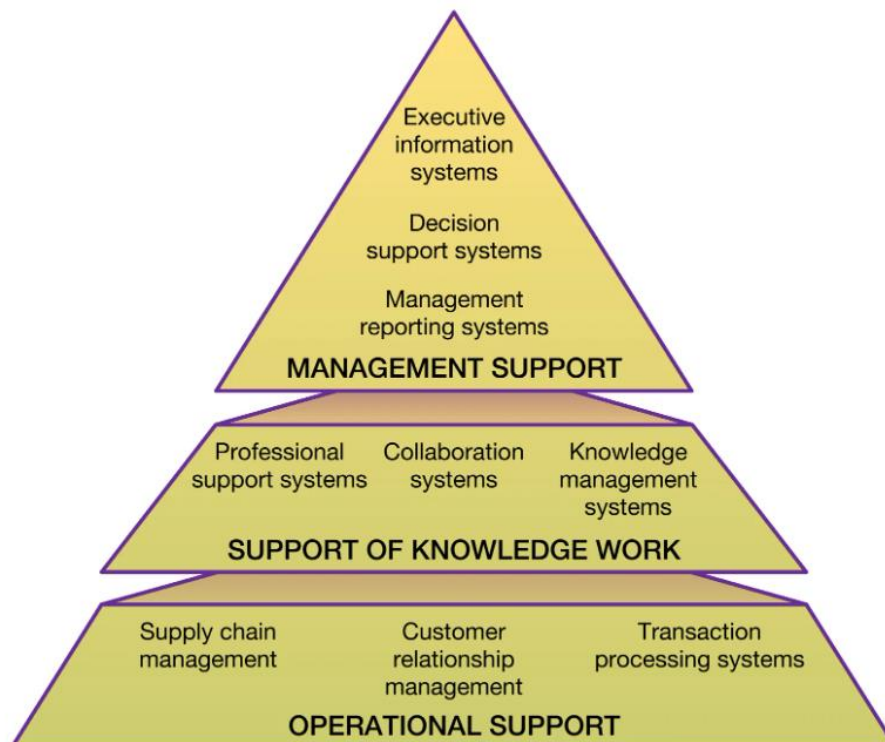 Executive
information
systems
Decision
support systems
Management
reporting systems
MANAGEMENT SUPPORT
Professional
support systems
Collaboration
systems
Knowledge
management
systems
SUPPORT OF KNOWLEDGE WORK
Supply chain
management
Customer
relationship
management
Transaction
processing systems
OPERATIONAL SUPPORT